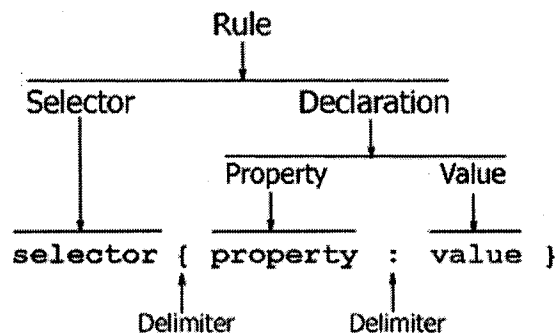 Rule
Selector Declaration
Property Value
selector { property : value }
Delimiter Delimiter